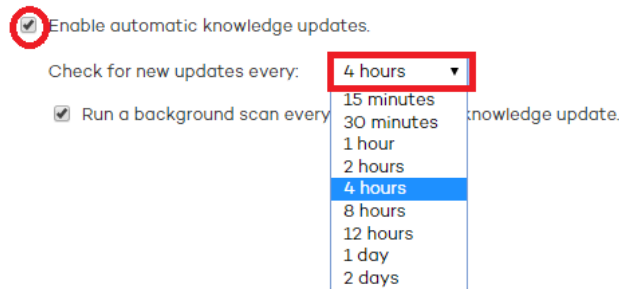 Enable automatic knowledge updates.
Check for new updates every: 4 hours
Run a background scan every knowledge update.
15 minutes
30 minutes
1 hour
2 hours
4 hours
8 hours
12 hours
1 day
2 days